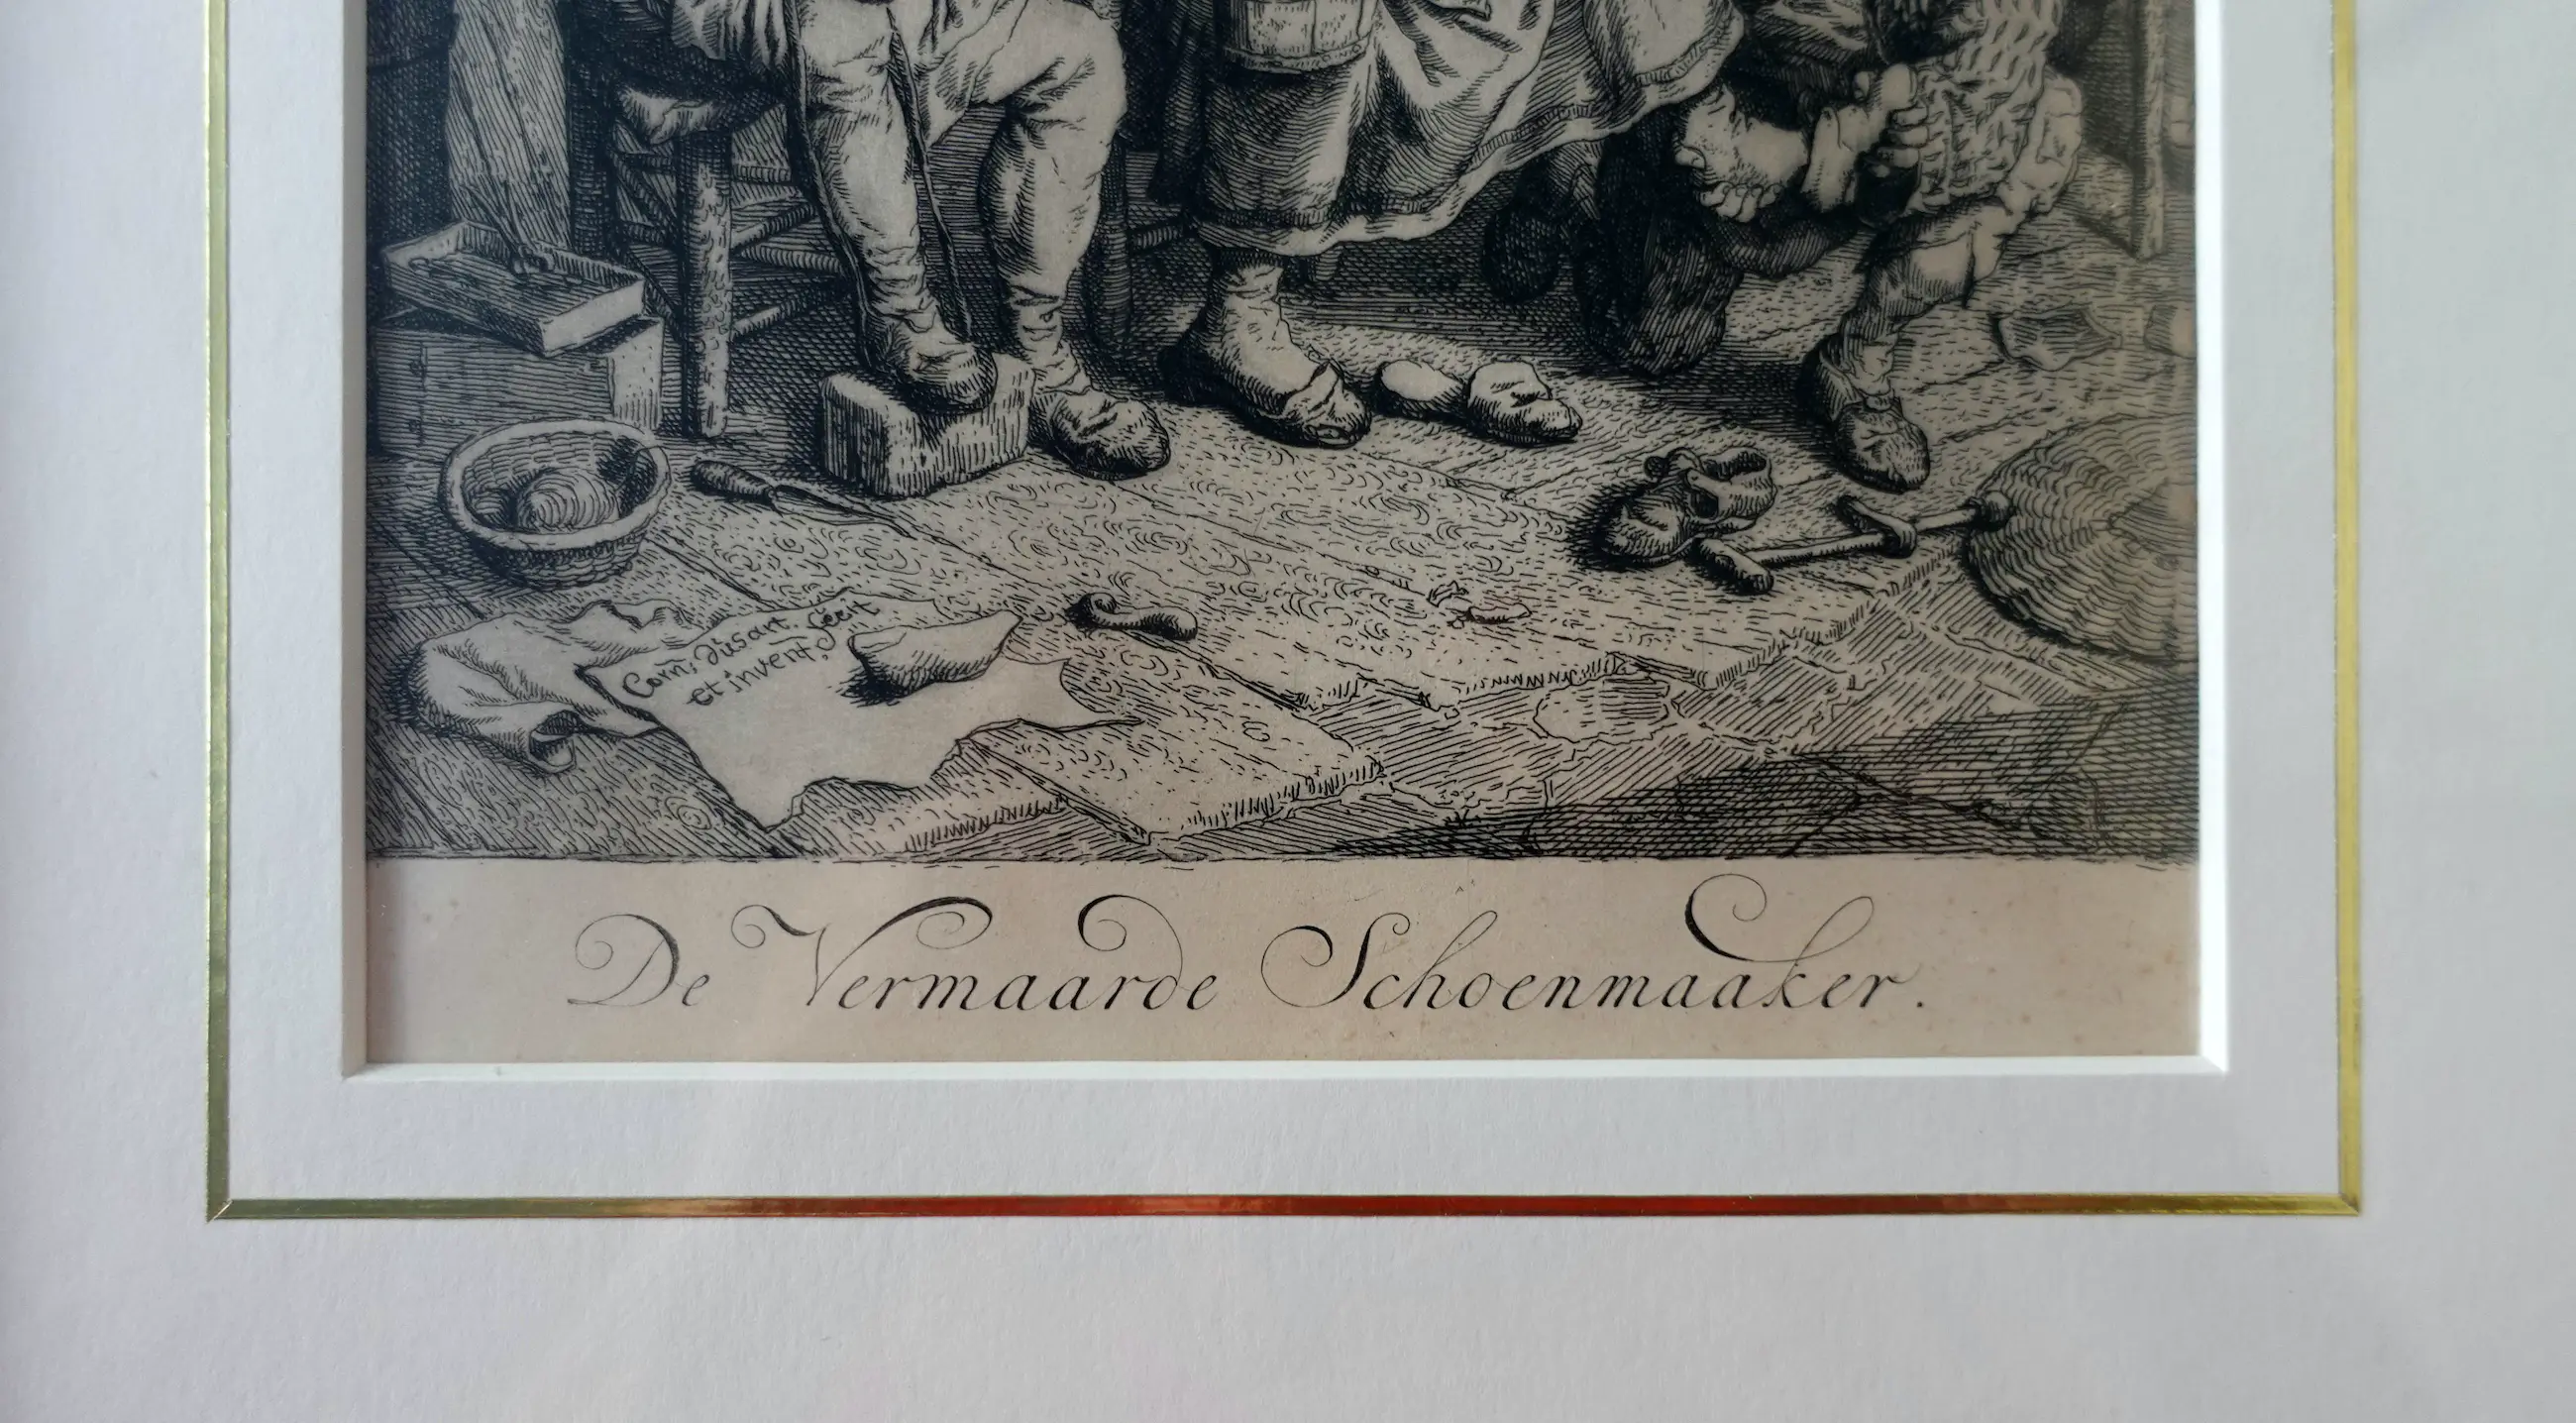 Corn; dusart, fecit
et invent;
De Vermaarde Schoenmaaker.